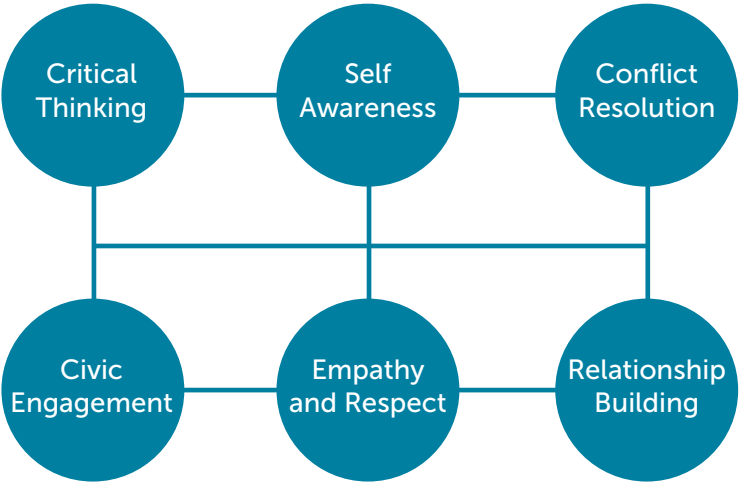 Critical
Thinking
Self
Awareness
Conflict
Resolution
Civic
Engagement
Empathy
and Respect
Relationship
Building